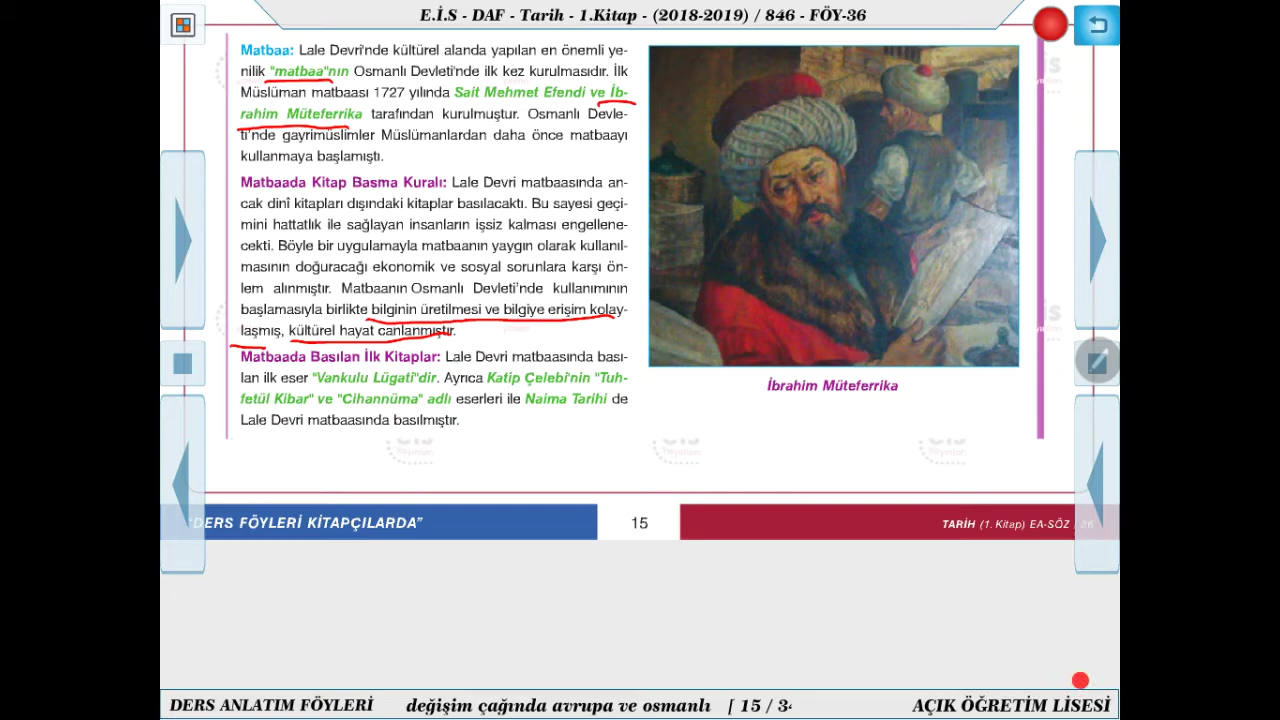 E.İ.S - DAF - Tarih - 1.Kitap - (2018-2019) / 846 - FÖY-36
Matbaa: Lale Devri'nde kültürel alanda yapılan en önemli ye-
nilik "matbaa"nın Osmanlı Devleti'nde ilk kez kurulmasıdır. İlk
Müslüman matbaası 1727 yılında Sait Mehmet Efendi ve İb-
rahim Müteferrika tarafından kurulmuştur. Osmanlı Devle-
ti'nde gayrimüslimler Müslümanlardan daha önce matbaayı
kullanmaya başlamıştı.
Matbaada Kitap Basma Kuralı: Lale Devri matbaasında an-
cak dinî kitapları dışındaki kitaplar basılacaktı. Bu sayesi geçi-
mini hattatlık ile sağlayan insanların işsiz kalması engellene-
cekti. Böyle bir uygulamayla matbaanın yaygın olarak kullanıl-
masının doğuracağı ekonomik ve sosyal sorunlara karşı ön-
lem alınmıştır. Matbaanın Osmanlı Devleti'nde kullanımının
başlamasıyla birlikte bilginin üretilmesi ve bilgiye erişim kolay-
laşmış, kültürel hayat canlanmıştır.
Matbaada Basılan İlk Kitaplar: Lale Devri matbaasında bası-
lan ilk eser "Vankulu Lügati"dir. Ayrıca Katip Çelebi'nin "Tuh-
fetül Kibar" ve "Cihannüma" adlı eserleri ile Naima Tarihi de
Lale Devri matbaasında basılmıştır.
İbrahim Müteferrika
"DERS FÖYLERİ KİTAPÇILARDA"
15
TARİH (1. Kitap) EA-SÖZ / 36
DERS ANLATIM FÖYLERİ
değişim çağında avrupa ve osmanlı
[ 15 / 34
AÇIK ÖĞRETİM LİSESİ